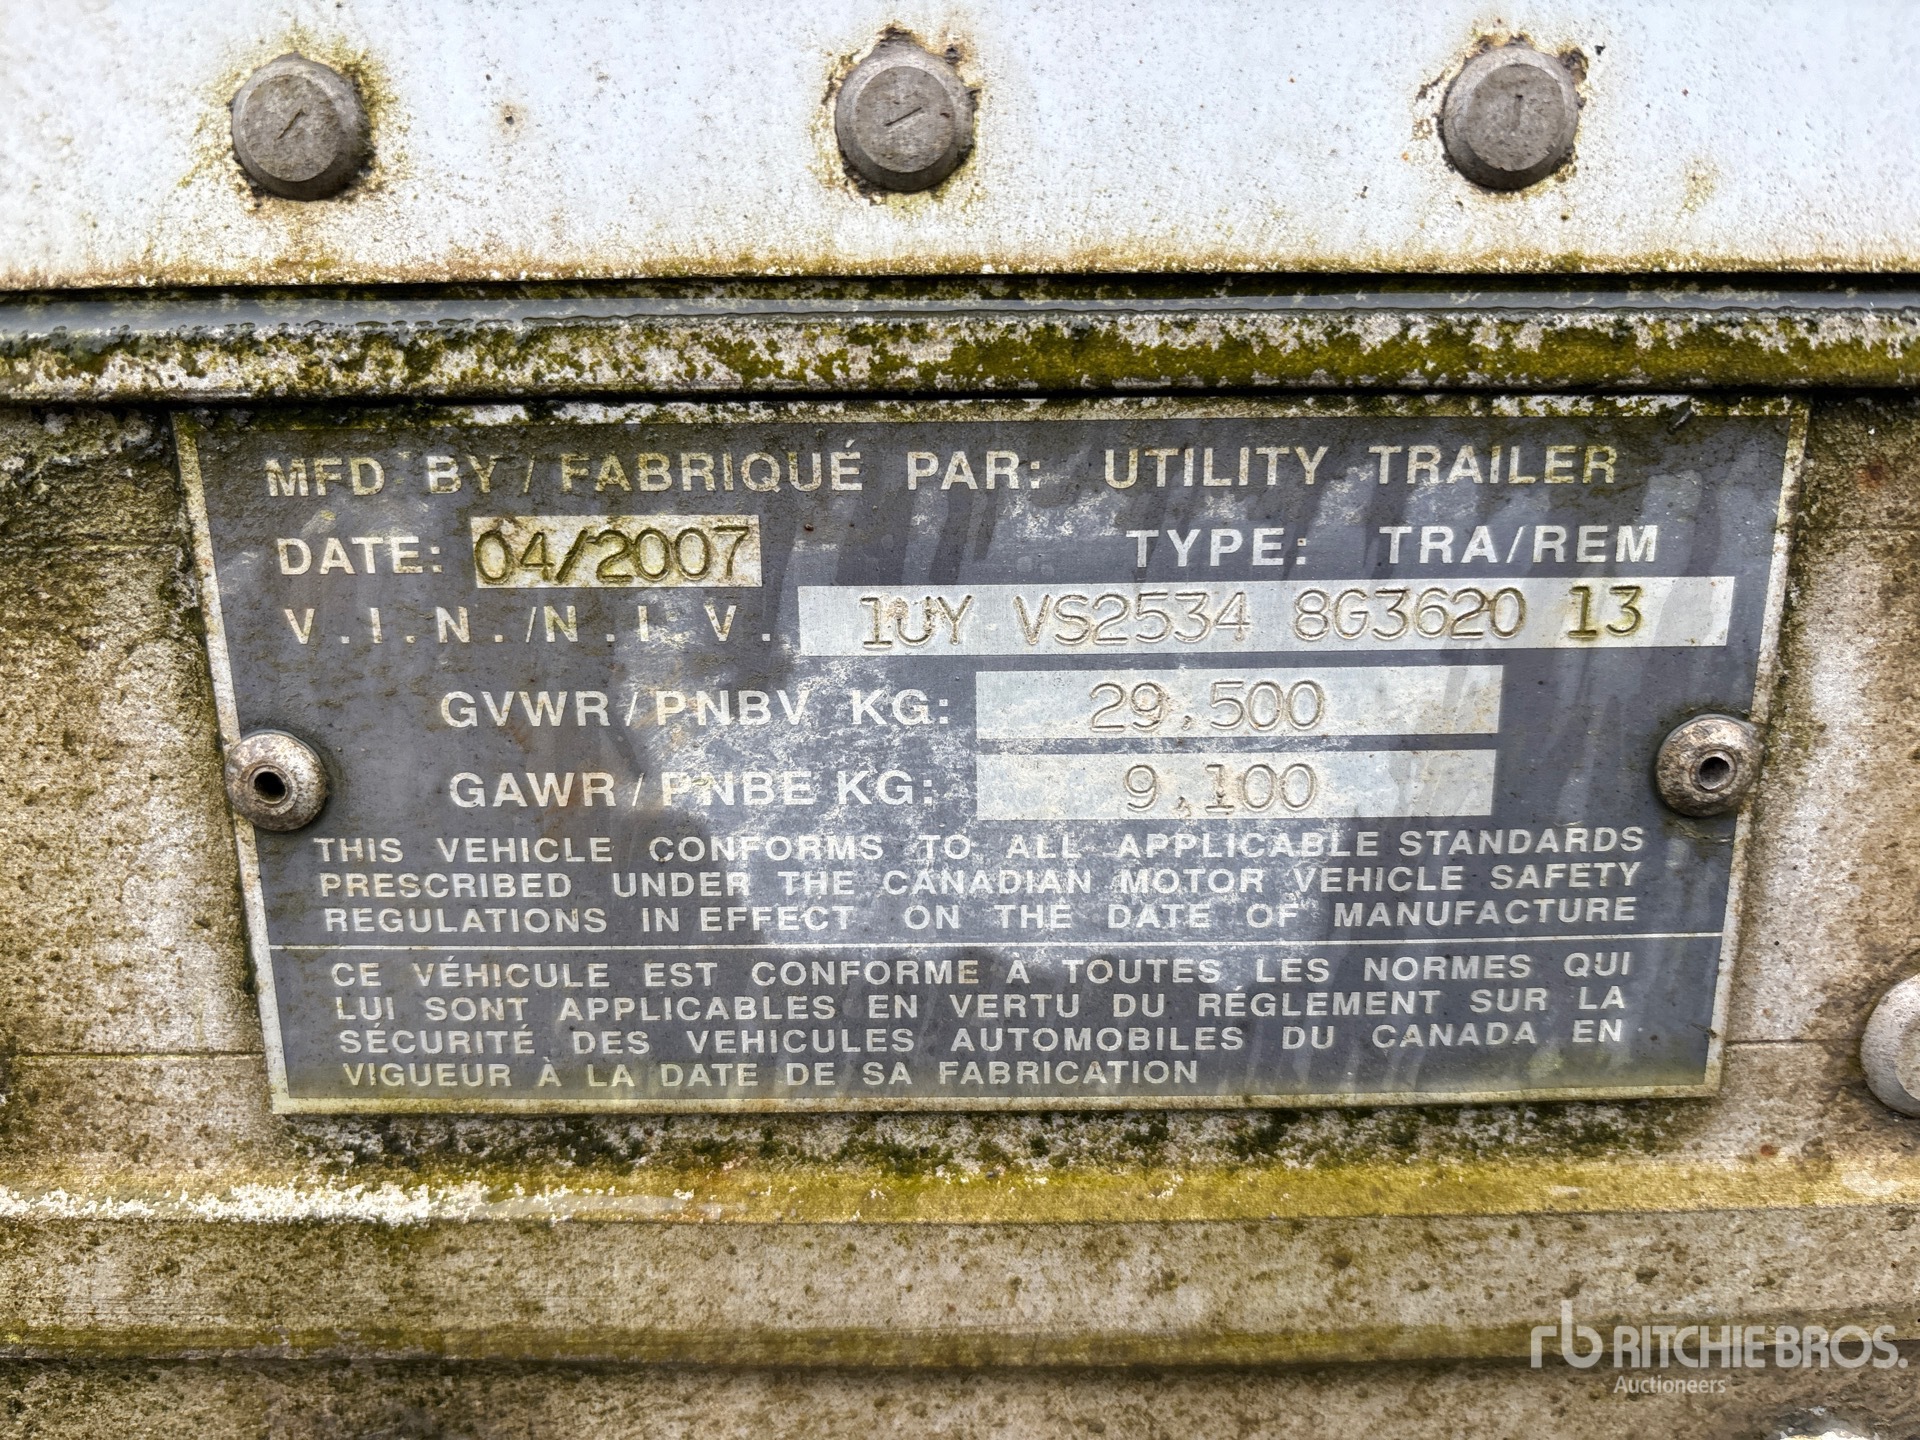 MFD BY / FABRIQUÉ PAR: UTILITY TRAILER
DATE: 04/2007 TYPE: TRA/REM
V.I.N./N.I.V. 1UY VS2534 8G3620 13
GVWR/PNBV KG: 29,500
GAWR/PNBE KG: 9,100
THIS VEHICLE CONFORMS TO ALL APPLICABLE STANDARDS
PRESCRIBED UNDER THE CANADIAN MOTOR VEHICLE SAFETY
REGULATIONS IN EFFECT ON THE DATE OF MANUFACTURE
CE VÉHICULE EST CONFORME À TOUTES LES NORMES QUI
LUI SONT APPLICABLES EN VERTU DU REGLEMENT SUR LA
SÉCURITÉ DES VEHICULES AUTOMOBILES DU CANADA EN
VIGUEUR À LA DATE DE SA FABRICATION
rb RITCHIE BROS.
Auctioneers